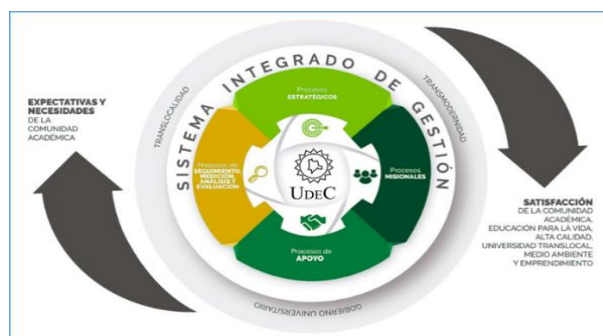 SISTEMA INTEGRADO DE GESTIÓN
TRANSLOCALIDAD
TRANSMODERNIDAD
GOBIERNO UNIVERSITARIO
EXPECTATIVAS Y
NECESIDADES
DE LA
COMUNIDAD
ACADÉMICA
Procesos
ESTRATÉGICOS
Procesos de
SEGUIMIENTO,
MEDICIÓN,
ANÁLISIS Y
EVALUACIÓN
UDEC
Procesos
MISIONALES
Procesos de
APOYO
SATISFACCIÓN
DE LA COMUNIDAD
ACADÉMICA,
EDUCACIÓN PARA LA VIDA,
ALTA CALIDAD,
UNIVERSIDAD TRANSLOCAL,
MEDIO AMBIENTE
Y EMPRENDIMIENTO